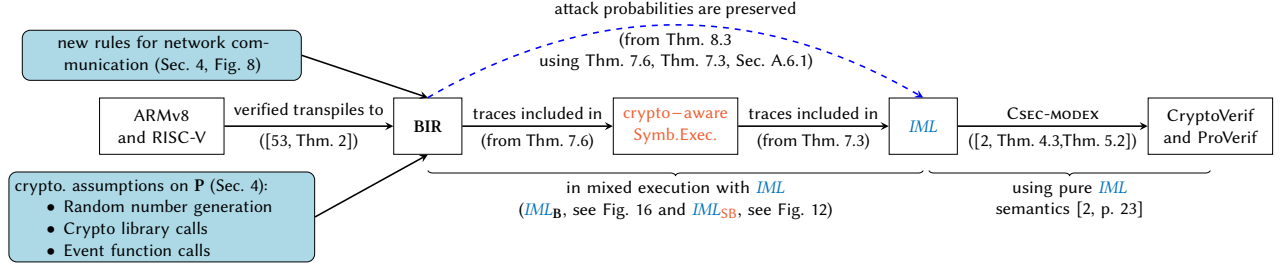 attack probabilities are preserved
(from Thm. 8.3
using Thm. 7.6, Thm. 7.3, Sec. A.6.1)
new rules for network com-
munication (Sec. 4, Fig. 8)
ARMv8
and RISC-V
verified transpiles to
([53, Thm. 2])
BIR
traces included in
(from Thm. 7.6)
crypto−aware
Symb.Exec.
traces included in
(from Thm. 7.3)
IML
CSEC-MODEX
([2, Thm. 4.3,Thm. 5.2])
CryptoVerif
and ProVerif
crypto. assumptions on P (Sec. 4):
• Random number generation
• Crypto library calls
• Event function calls
in mixed execution with IML
(IML_B, see Fig. 16 and IML_SB, see Fig. 12)
using pure IML
semantics [2, p. 23]